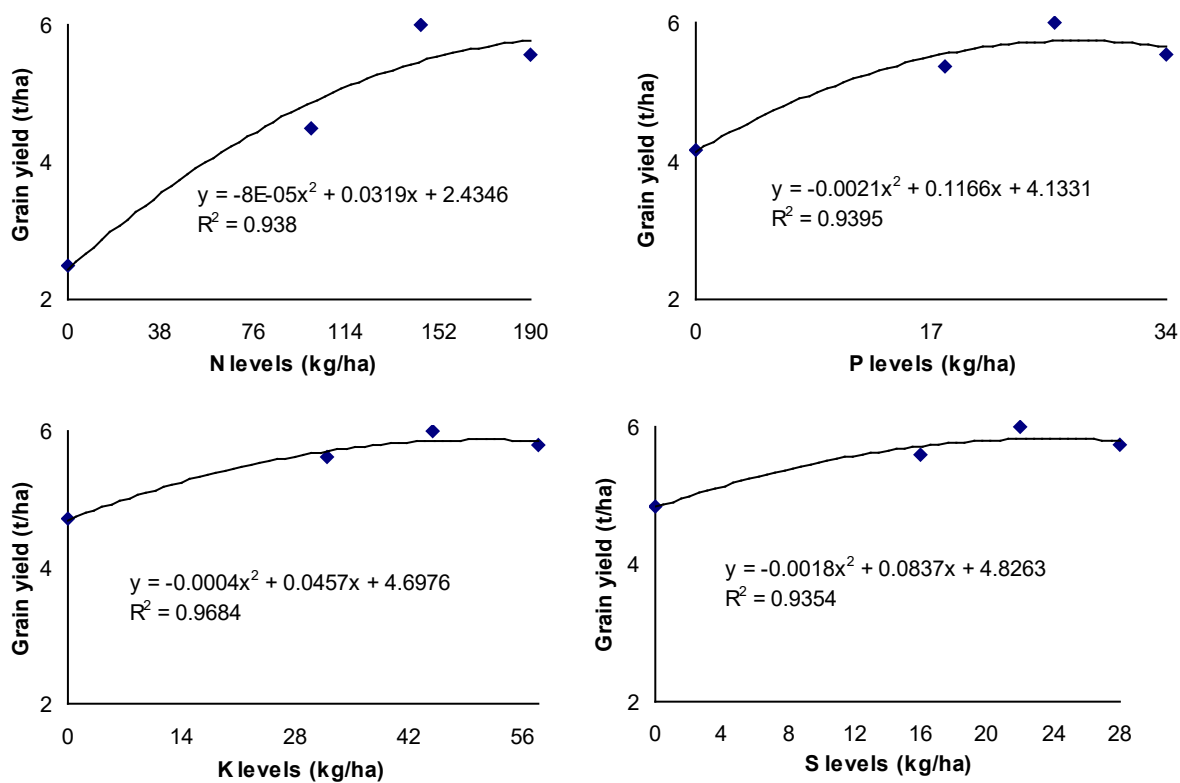 6
4
2
Grain yield (t/ha)
y = -8E-05x² + 0.0319x + 2.4346
R² = 0.938
0 38 76 114 152 190
N levels (kg/ha)
6
4
2
Grain yield (t/ha)
y = -0.0021x² + 0.1166x + 4.1331
R² = 0.9395
0 17 34
P levels (kg/ha)
6
4
2
Grain yield (t/ha)
y = -0.0004x² + 0.0457x + 4.6976
R² = 0.9684
0 14 28 42 56
K levels (kg/ha)
6
4
2
Grain yield (t/ha)
y = -0.0018x² + 0.0837x + 4.8263
R² = 0.9354
0 4 8 12 16 20 24 28
S levels (kg/ha)